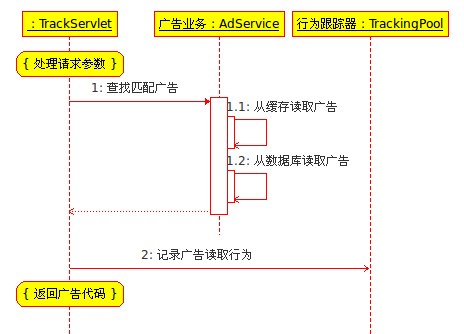 : TrackServlet
广告业务 : AdService
行为跟踪器 : TrackingPool
{ 处理请求参数 }
1: 查找匹配广告
1.1: 从缓存读取广告
1.2: 从数据库读取广告
2: 记录广告读取行为
{ 返回广告代码 }